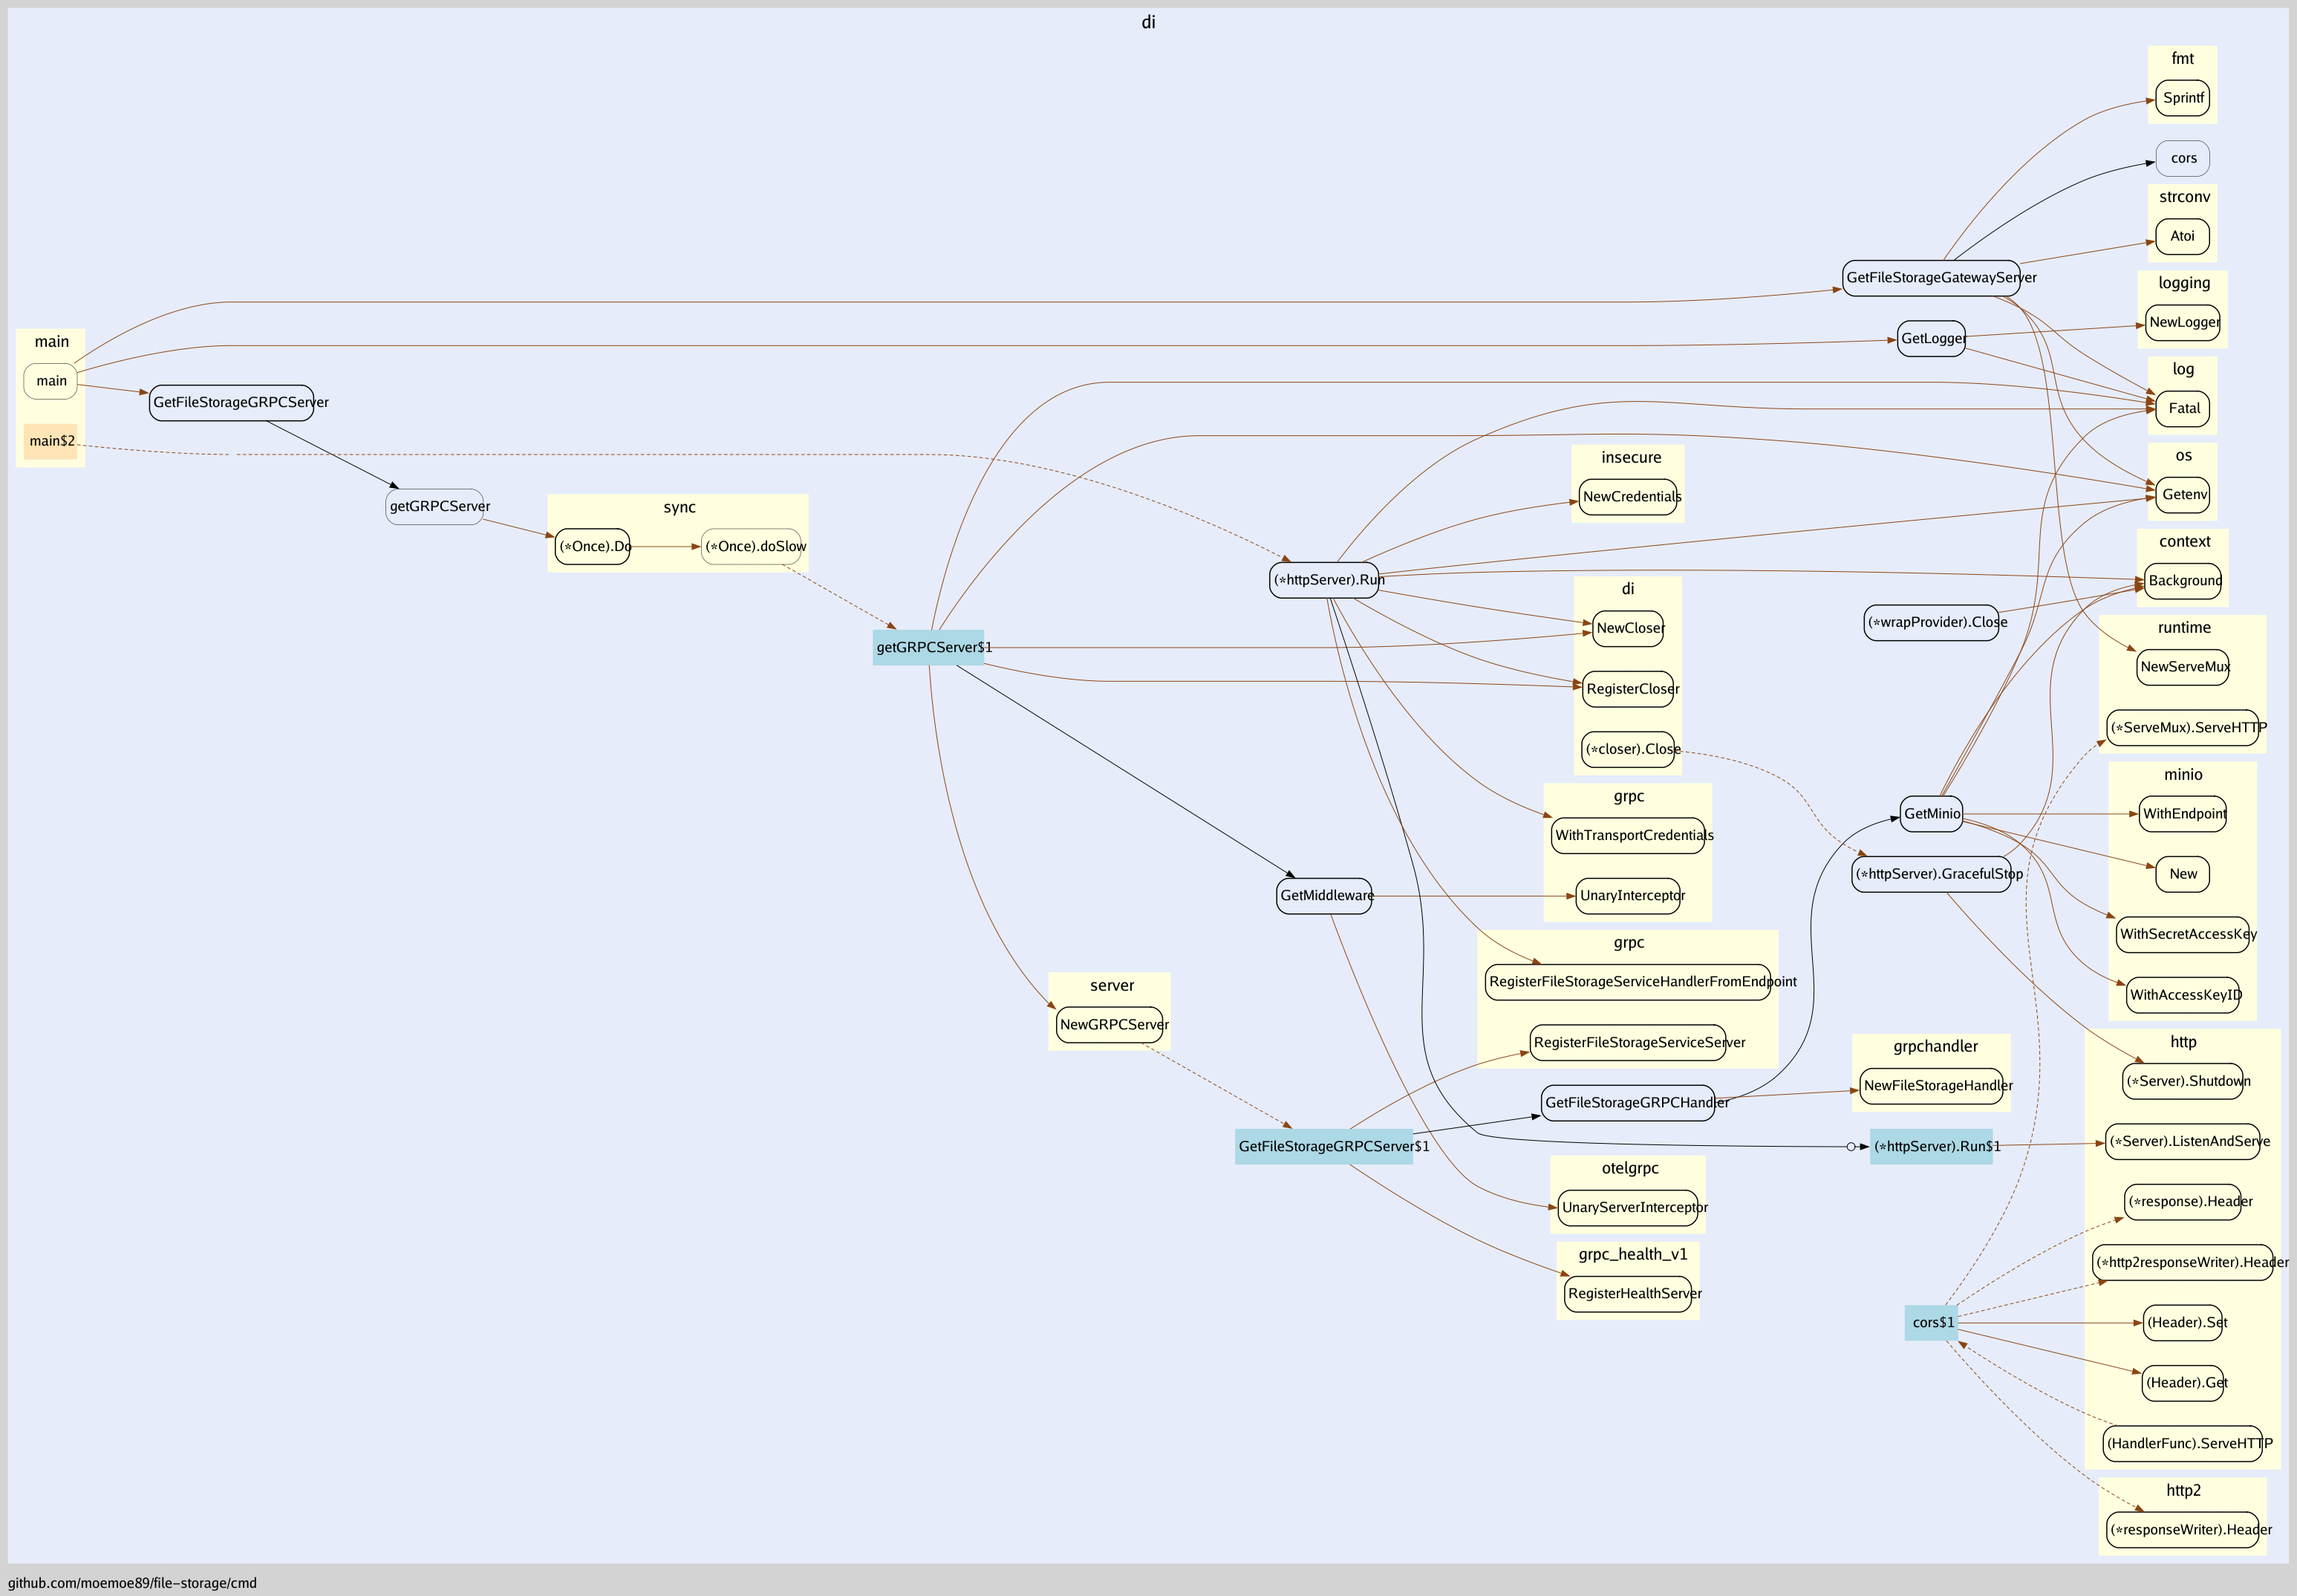 di
main
main
main$2
GetFileStorageGRPCServer
getGRPCServer
sync
(*Once).Do
(*Once).doSlow
getGRPCServer$1
server
NewGRPCServer
(*httpServer).Run
GetMiddleware
GetFileStorageGRPCServer$1
insecure
NewCredentials
di
NewCloser
RegisterCloser
(*closer).Close
grpc
WithTransportCredentials
UnaryInterceptor
grpc
RegisterFileStorageServiceHandlerFromEndpoint
RegisterFileStorageServiceServer
GetFileStorageGRPCHandler
otelgrpc
UnaryServerInterceptor
grpc_health_v1
RegisterHealthServer
GetFileStorageGatewayServer
GetLogger
(*wrapProvider).Close
GetMinio
(*httpServer).GracefulStop
grpchandler
NewFileStorageHandler
(*httpServer).Run$1
cors$1
fmt
Sprintf
cors
strconv
Atoi
logging
NewLogger
log
Fatal
os
Getenv
context
Background
runtime
NewServeMux
(*ServeMux).ServeHTTP
minio
WithEndpoint
New
WithSecretAccessKey
WithAccessKeyID
http
(*Server).Shutdown
(*Server).ListenAndServe
(*response).Header
(*http2responseWriter).Header
(Header).Set
(Header).Get
(HandlerFunc).ServeHTTP
http2
(*responseWriter).Header
github.com/moemoe89/file-storage/cmd